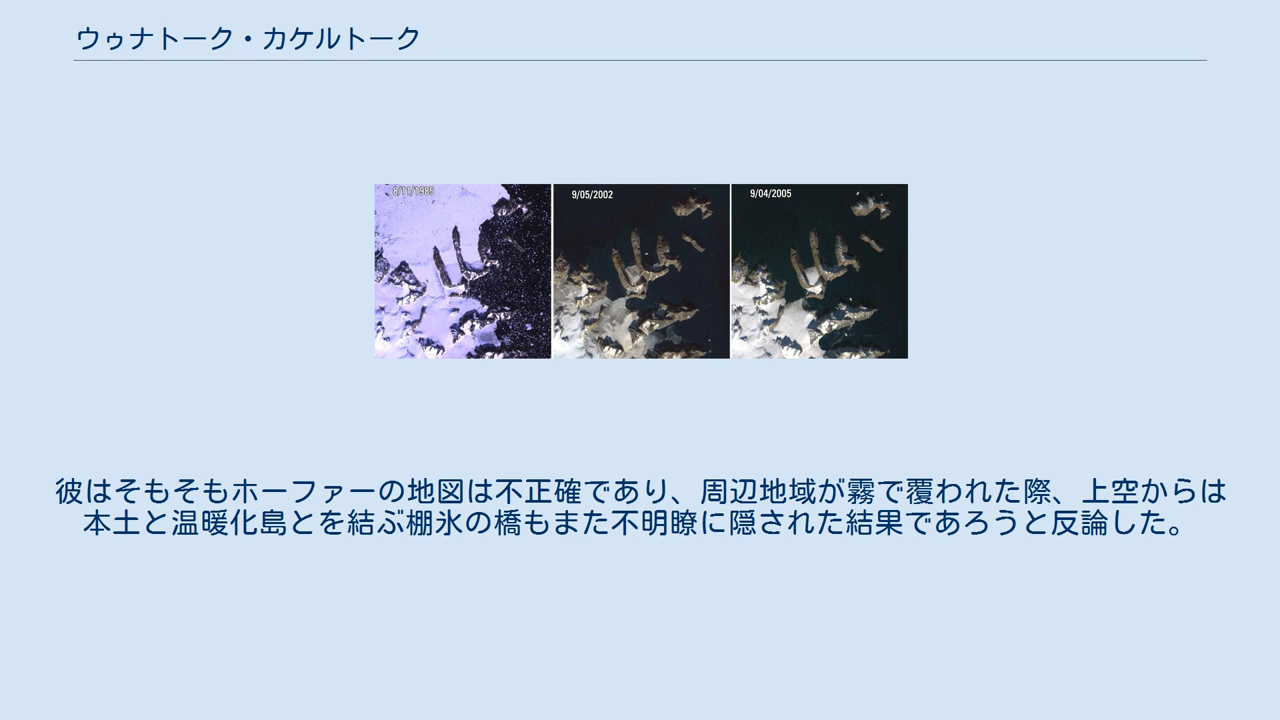 ウゥナトーク・カケルトーク
8/11/1985
9/05/2002
9/04/2005
彼はそもそもホーファーの地図は不正確であり、周辺地域が霧で覆われた際、上空からは
本土と温暖化島とを結ぶ棚氷の橋もまた不明瞭に隠された結果であろうと反論した。